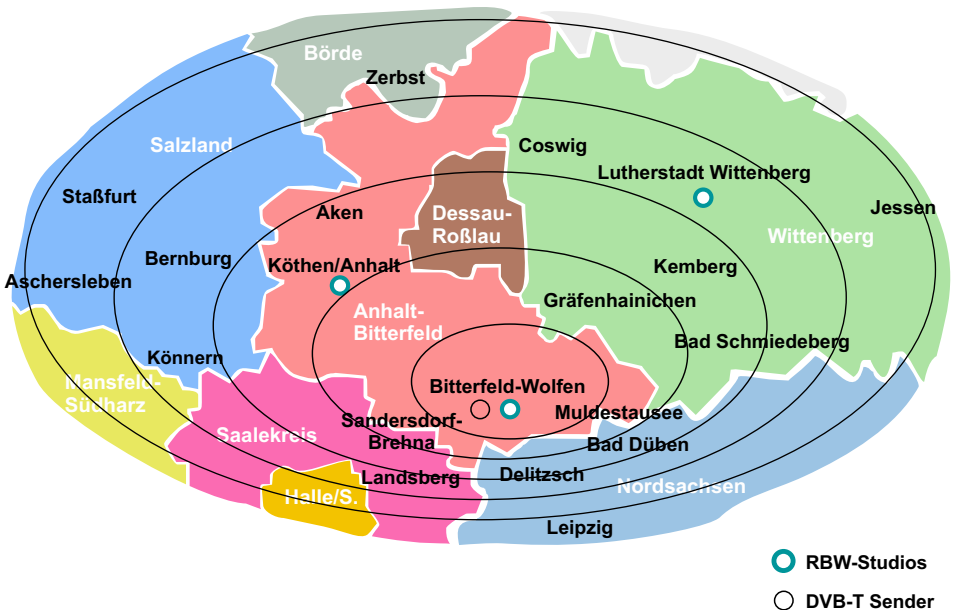 Börde
Zerbst
Salzland
Coswig
Lutherstadt Wittenberg
Staßfurt
Jessen
Aken
Dessau-
Roßlau
Wittenberg
Bernburg
Köthen/Anhalt
Kemberg
Aschersleben
Gräfenhainichen
Anhalt-
Bitterfeld
Bad Schmiedeberg
Könnern
Mansfeld-
Südharz
Bitterfeld-Wolfen
Muldestausee
Sandersdorf-
Brehna
Saalekreis
Bad Düben
Landsberg
Delitzsch
Nordsachsen
Halle/S.
Leipzig
RBW-Studios
DVB-T Sender